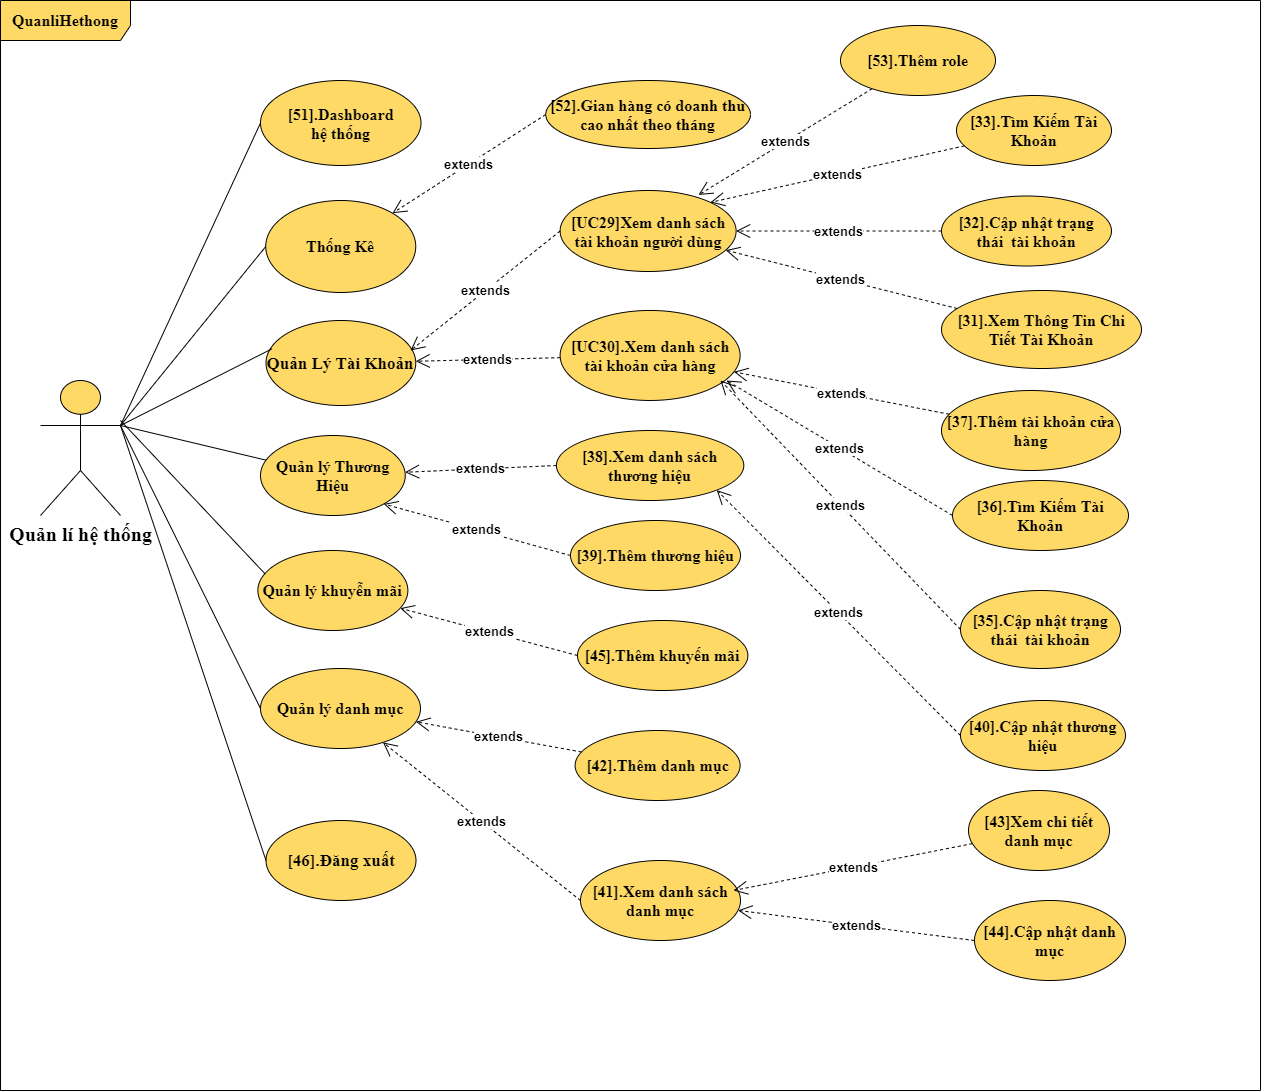 QuanliHethong
[53].Thêm role
[51].Dashboard
hệ thống
[52].Gian hàng có doanh thu
cao nhất theo tháng
extends
extends
[33].Tìm Kiếm Tài
Khoản
extends
Thống Kê
[UC29]Xem danh sách
tài khoản người dùng
extends
[32].Cập nhật trạng
thái  tài khoản
extends
extends
[31].Xem Thông Tin Chi
Tiết Tài Khoản
Quản Lý Tài Khoản
extends
[UC30].Xem danh sách
tài khoản cửa hàng
extends
[37].Thêm tài khoản cửa
hàng
Quản lý Thương
Hiệu
extends
[38].Xem danh sách
thương hiệu
extends
[36].Tìm Kiếm Tài
Khoản
extends
Quản lí hệ thống
extends
[39].Thêm thương hiệu
Quản lý khuyễn mãi
extends
[45].Thêm khuyến mãi
extends
[35].Cập nhật trạng
thái  tài khoản
Quản lý danh mục
extends
[42].Thêm danh mục
[40].Cập nhật thương
hiệu
extends
[46].Đăng xuất
[41].Xem danh sách
danh mục
extends
[43]Xem chi tiết
danh mục
extends
[44].Cập nhật danh
mục